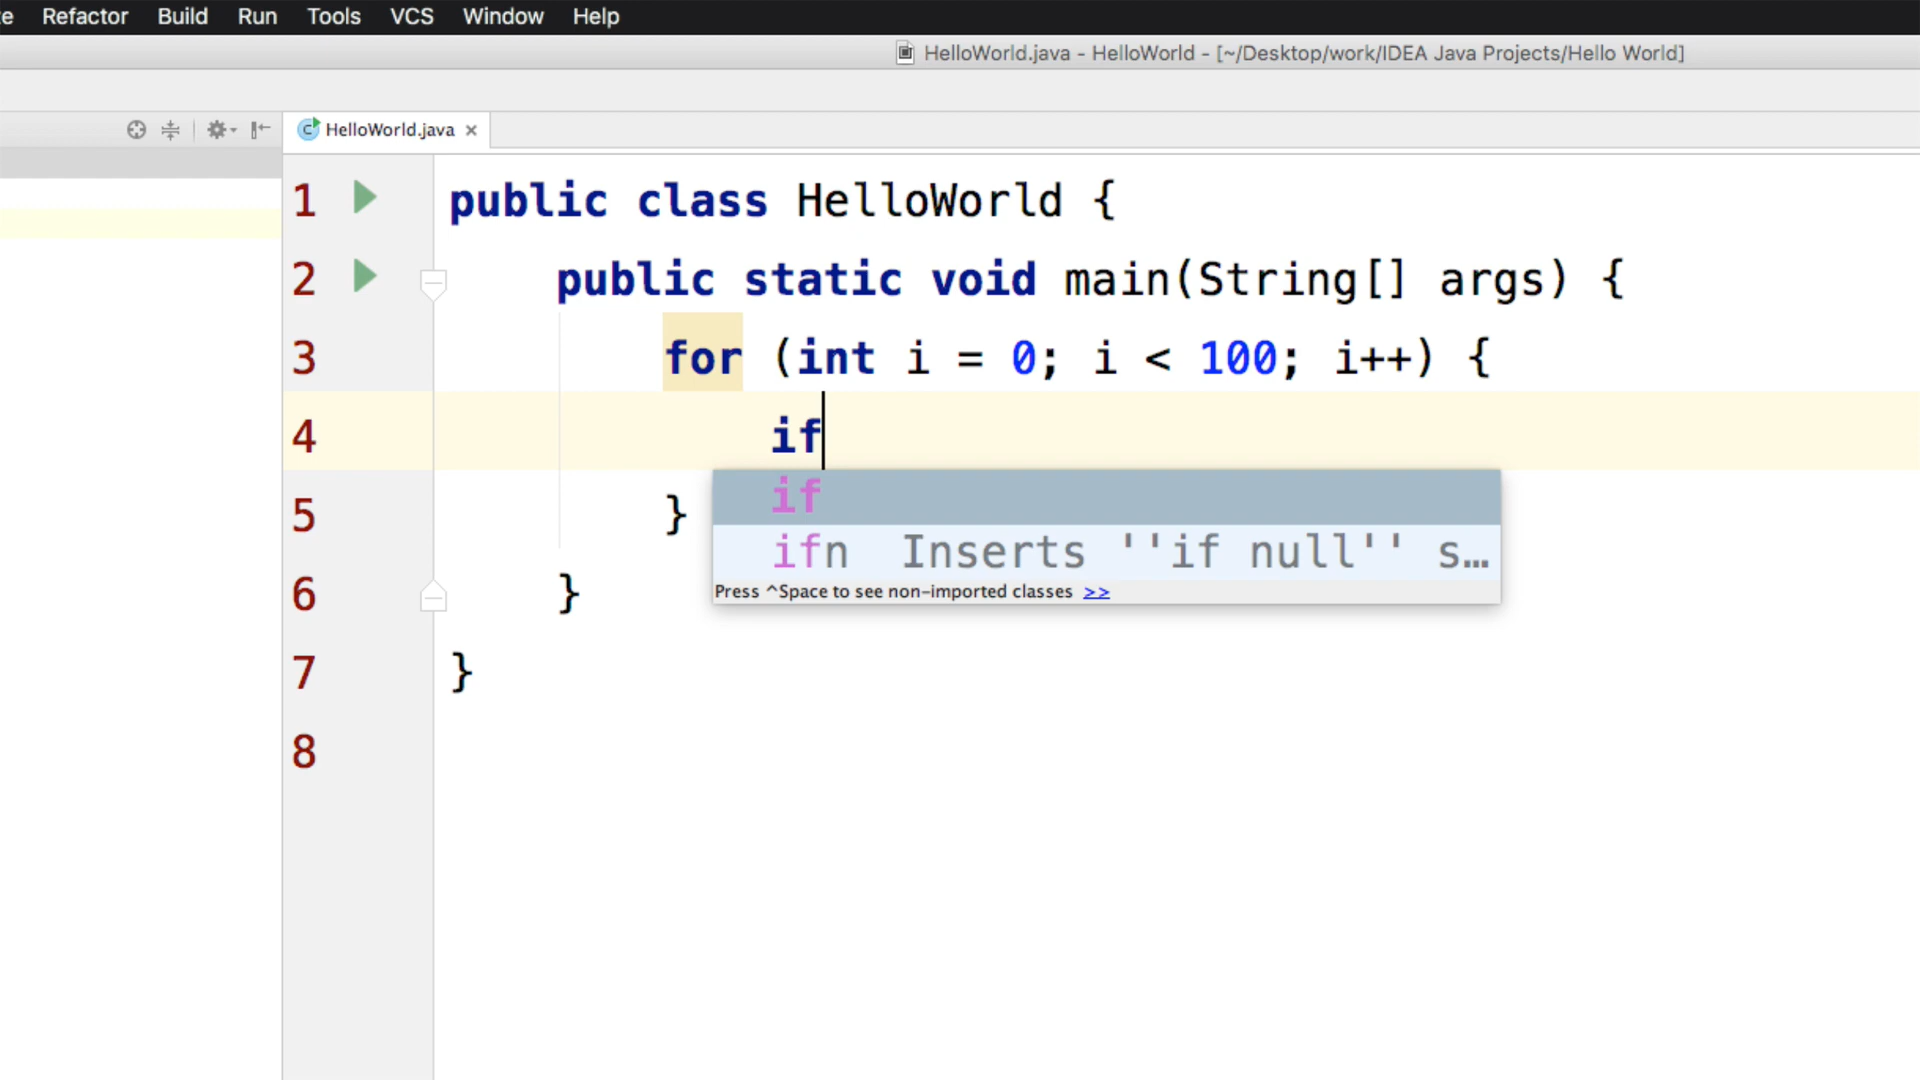 e Refactor Build Run Tools VCS Window Help
HelloWorld.java - HelloWorld - [~/Desktop/work/IDEA Java Projects/Hello World]
HelloWorld.java
1 public class HelloWorld {
2 public static void main(String[] args) {
3 for (int i = 0; i < 100; i++) {
4 if
if
ifn Inserts ''if null'' s…
Press ^Space to see non-imported classes >>
5 }
6 }
7 }
8